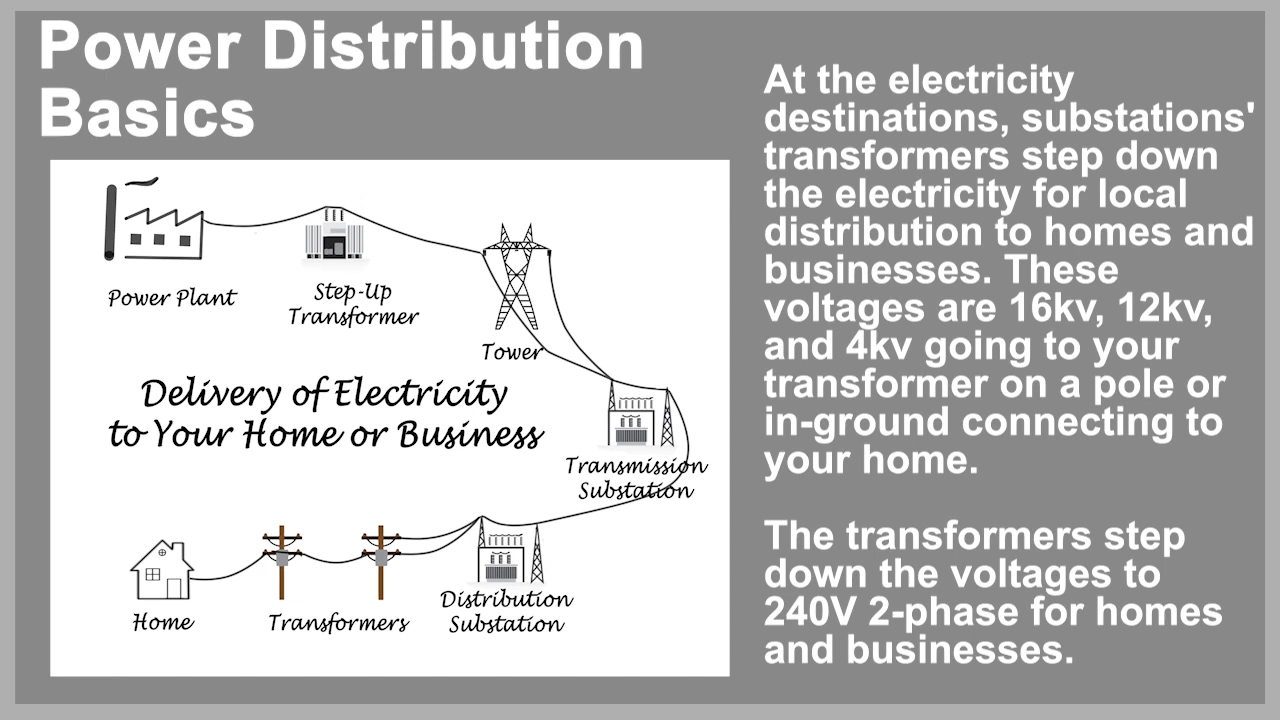 Power Distribution
Basics
Power Plant
Step-Up
Transformer
Tower
Delivery of Electricity
to Your Home or Business
Transmission
Substation
Home
Transformers
Distribution
Substation
At the electricity
destinations, substations'
transformers step down
the electricity for local
distribution to homes and
businesses. These
voltages are 16kv, 12kv,
and 4kv going to your
transformer on a pole or
in-ground connecting to
your home.
The transformers step
down the voltages to
240V 2-phase for homes
and businesses.